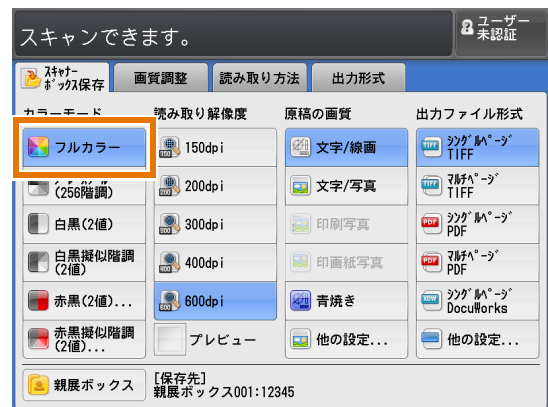 スキャンできます。
ユーザー
未認証
スキャナー
ボックス保存
画質調整
読み取り方法
出力形式
カラーモード
読み取り解像度
原稿の画質
出力ファイル形式
フルカラー
150dpi
文字/線画
シングルページ
TIFF
(256階調)
200dpi
文字/写真
マルチページ
TIFF
白黒(2値)
300dpi
印刷写真
シングルページ
PDF
白黒擬似階調
(2値)
400dpi
印画紙写真
マルチページ
PDF
赤黒(2値)...
600dpi
青焼き
シングルページ
DocuWorks
赤黒擬似階調
(2値)...
プレビュー
他の設定...
他の設定...
親展ボックス
[保存先]
親展ボックス001:12345